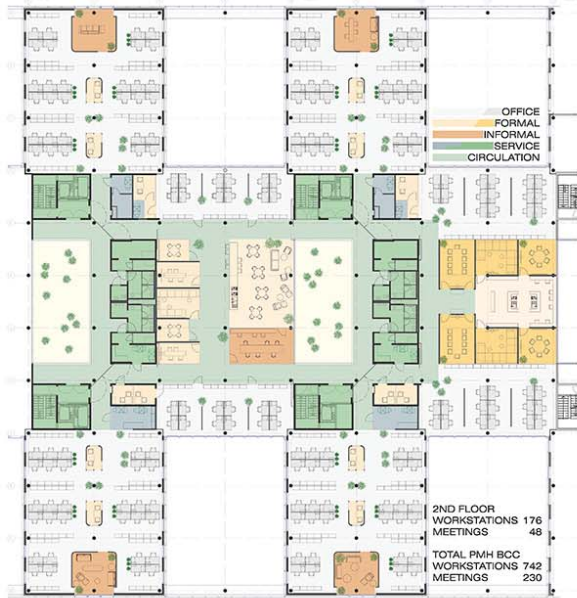 OFFICE
FORMAL
INFORMAL
SERVICE
CIRCULATION
2ND FLOOR
WORKSTATIONS 176
MEETINGS 48
TOTAL PMH BCC
WORKSTATIONS 742
MEETINGS 230